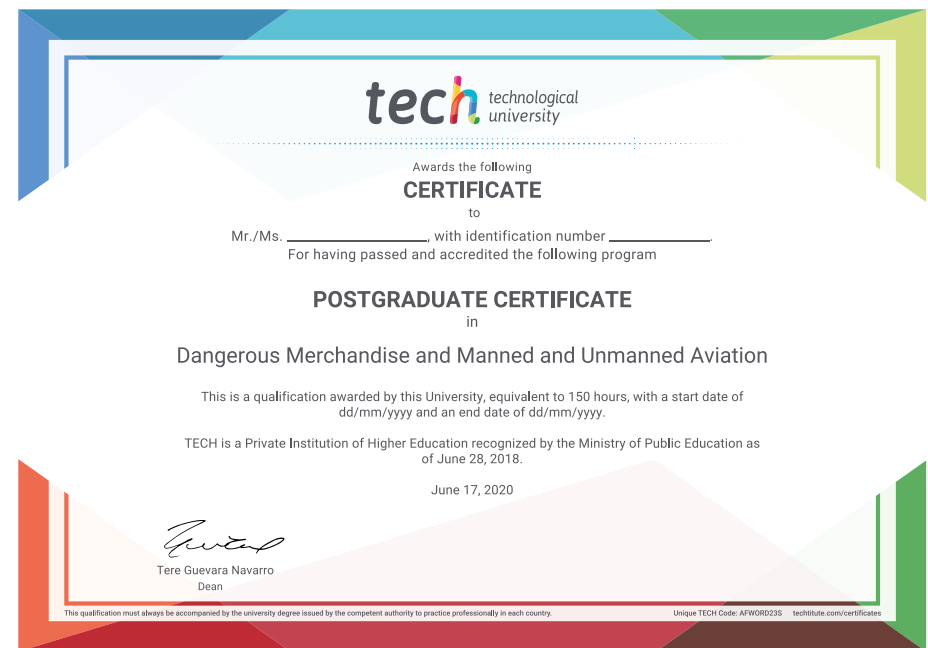 tech technological
university
Awards the following
CERTIFICATE
to
Mr./Ms. ____________________, with identification number ______________.
For having passed and accredited the following program
POSTGRADUATE CERTIFICATE
in
Dangerous Merchandise and Manned and Unmanned Aviation
This is a qualification awarded by this University, equivalent to 150 hours, with a start date of
dd/mm/yyyy and an end date of dd/mm/yyyy.
TECH is a Private Institution of Higher Education recognized by the Ministry of Public Education as
of June 28, 2018.
June 17, 2020
Tere Guevara Navarro
Dean
This qualification must always be accompanied by the university degree issued by the competent authority to practice professionally in each country.
Unique TECH Code: AFWORD23S techtitute.com/certificates